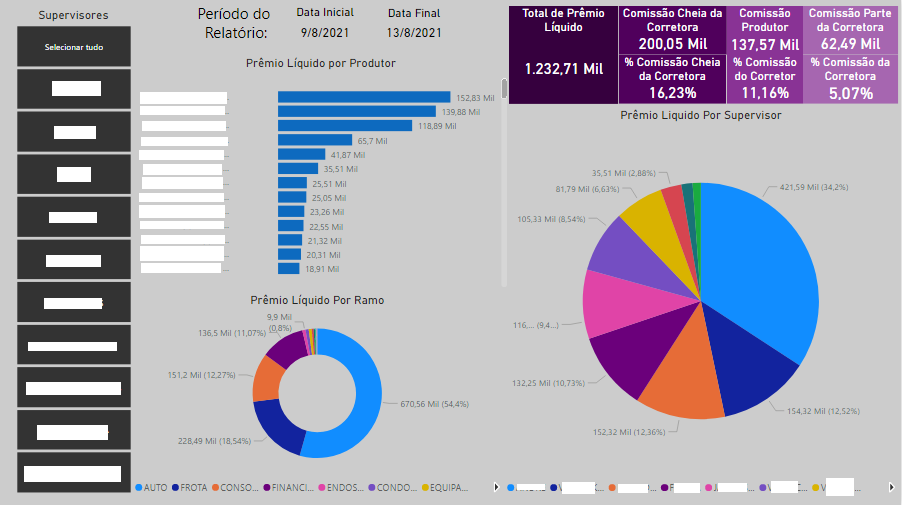 Supervisores
Selecionar tudo
Período do
Relatório:
Data Inicial
9/8/2021
Data Final
13/8/2021
Total de Prêmio
Líquido
1.232,71 Mil
Comissão Cheia da
Corretora
200,05 Mil
% Comissão Cheia
da Corretora
16,23%
Comissão
Produtor
137,57 Mil
% Comissão
do Corretor
11,16%
Comissão Parte
da Corretora
62,49 Mil
% Comissão da
Corretora
5,07%
Prêmio Líquido por Produtor
152,83 Mil
139,88 Mil
118,89 Mil
65,7 Mil
41,87 Mil
35,51 Mil
25,51 Mil
25,05 Mil
23,26 Mil
22,55 Mil
21,32 Mil
20,31 Mil
18,91 Mil
Prêmio Líquido Por Ramo
9,9 Mil
(0,8%)
136,5 Mil (11,07%)
151,2 Mil (12,27%)
228,49 Mil (18,54%)
670,56 Mil (54,4%)
AUTO FROTA CONSO... FINANCI... ENDOS... CONDO... EQUIPA...
Prêmio Liquido Por Supervisor
35,51 Mil (2,88%)
81,79 Mil (6,63%)
105,33 Mil (8,54%)
116,... (9,4...)
132,25 Mil (10,73%)
152,32 Mil (12,36%)
154,32 Mil (12,52%)
421,59 Mil (34,2%)